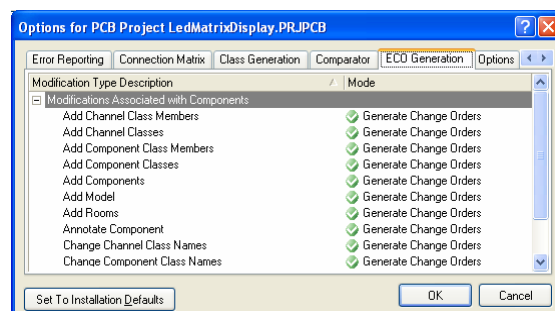 Options for PCB Project LedMatrixDisplay.PRJPCB
Error Reporting Connection Matrix Class Generation Comparator ECO Generation Options
Modification Type Description Mode
Modifications Associated with Components
Add Channel Class Members Generate Change Orders
Add Channel Classes Generate Change Orders
Add Component Class Members Generate Change Orders
Add Component Classes Generate Change Orders
Add Components Generate Change Orders
Add Model Generate Change Orders
Add Rooms Generate Change Orders
Annotate Component Generate Change Orders
Change Channel Class Names Generate Change Orders
Change Component Class Names Generate Change Orders
Set To Installation Defaults OK Cancel